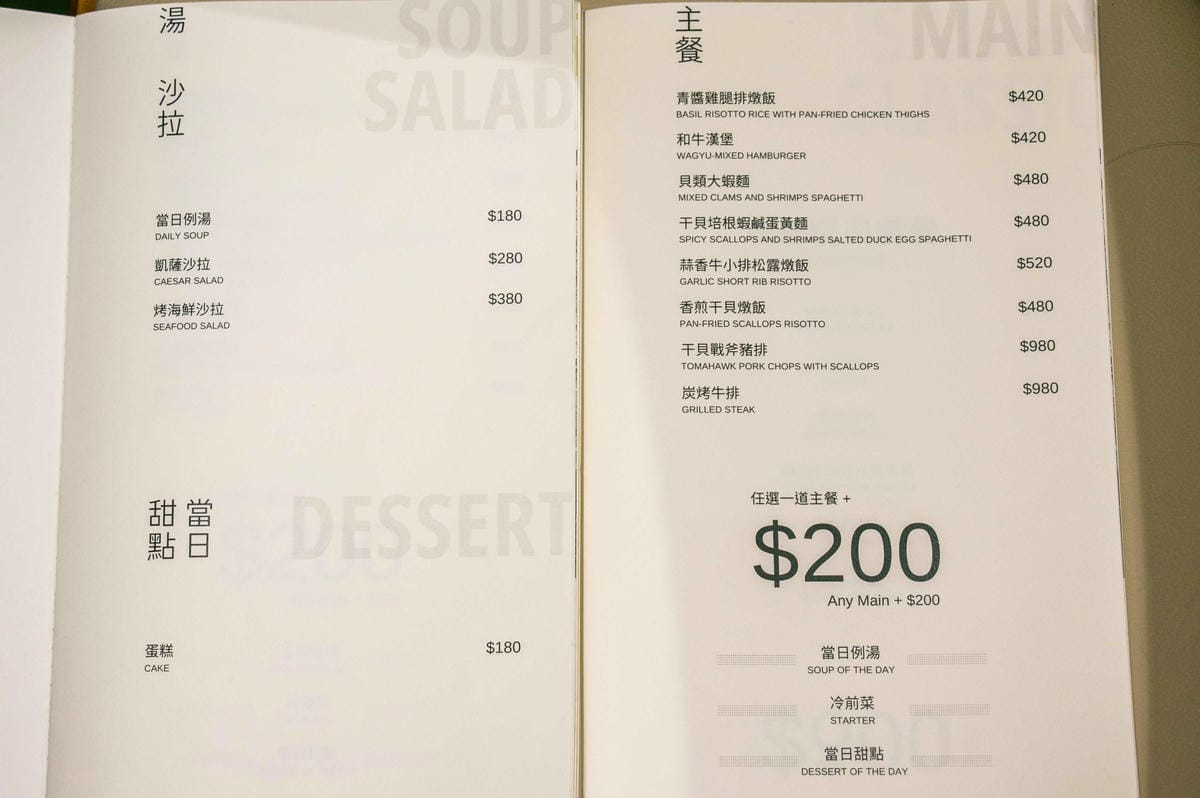 湯
沙拉
SOUP
SALAD
當日例湯 $180
DAILY SOUP
凱薩沙拉 $280
CAESAR SALAD
烤海鮮沙拉 $380
SEAFOOD SALAD
當日
甜點
DESSERT
蛋糕 $180
CAKE
主餐
MAIN
青醬雞腿排燉飯 $420
BASIL RISOTTO RICE WITH PAN-FRIED CHICKEN THIGHS
和牛漢堡 $420
WAGYU-MIXED HAMBURGER
貝類大蝦麵 $480
MIXED CLAMS AND SHRIMPS SPAGHETTI
干貝培根蝦鹹蛋黃麵 $480
SPICY SCALLOPS AND SHRIMPS SALTED DUCK EGG SPAGHETTI
蒜香牛小排松露燉飯 $520
GARLIC SHORT RIB RISOTTO
香煎干貝燉飯 $480
PAN-FRIED SCALLOPS RISOTTO
干貝戰斧豬排 $980
TOMAHAWK PORK CHOPS WITH SCALLOPS
炭烤牛排 $980
GRILLED STEAK
任選一道主餐 +
$200
Any Main + $200
當日例湯
SOUP OF THE DAY
冷前菜
STARTER
當日甜點
DESSERT OF THE DAY